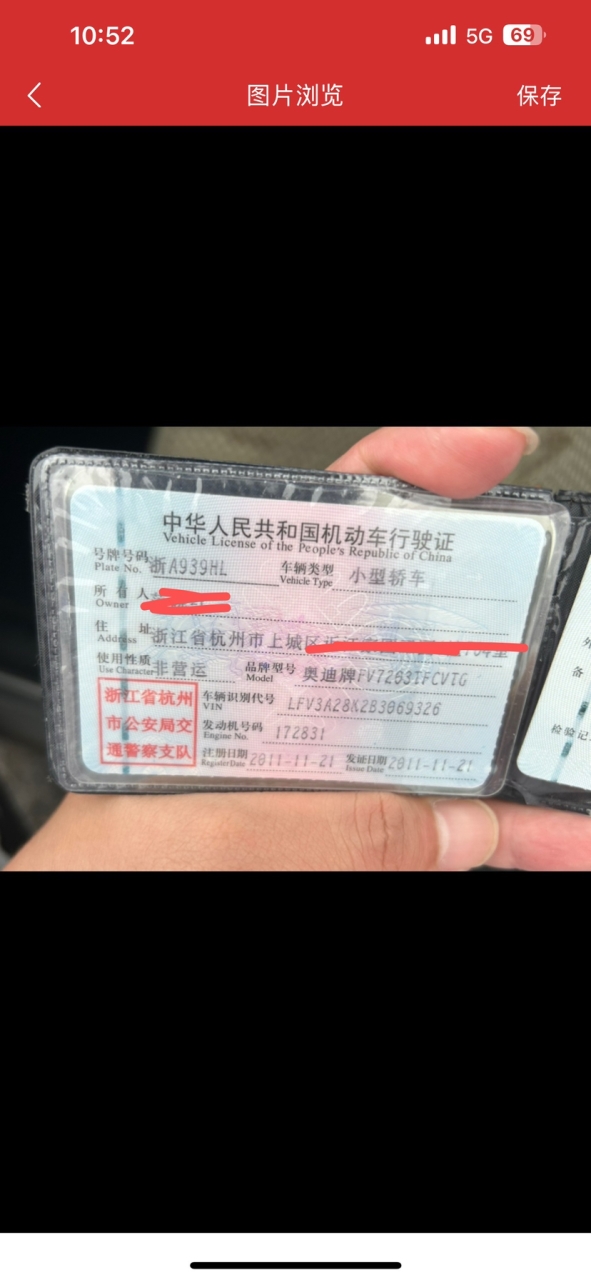 10:52 5G 69
图片浏览 保存
中华人民共和国机动车行驶证
Vehicle License of the People's Republic of China
号牌号码 浙A939HL 车辆类型 小型轿车
Plate No. Vehicle Type
所有人
Owner
住址 浙江省杭州市上城区
Address
使用性质 非营运 品牌型号 奥迪牌FV7203TFCVTG
Use Character Model
浙江省杭州 车辆识别代号 LFV3A28K2B3069326
VIN
市公安局交 发动机号码 172831
Engine No.
通警察支队 注册日期 2011-11-21 发证日期 2011-11-21
Register Date Issue Date
备
检验记